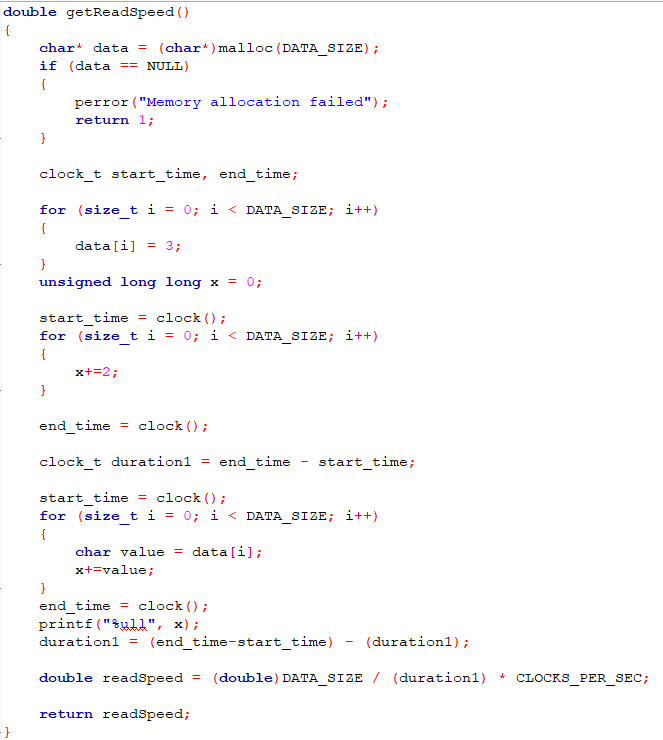 double getReadSpeed()
{
    char* data = (char*)malloc(DATA_SIZE);
    if (data == NULL)
    {
        perror("Memory allocation failed");
        return 1;
    }

    clock_t start_time, end_time;

    for (size_t i = 0; i < DATA_SIZE; i++)
    {
        data[i] = 3;
    }
    unsigned long long x = 0;

    start_time = clock();
    for (size_t i = 0; i < DATA_SIZE; i++)
    {
        x+=2;
    }

    end_time = clock();

    clock_t duration1 = end_time - start_time;

    start_time = clock();
    for (size_t i = 0; i < DATA_SIZE; i++)
    {
        char value = data[i];
        x+=value;
    }
    end_time = clock();
    printf("%ull", x);
    duration1 = (end_time-start_time) - (duration1);

    double readSpeed = (double)DATA_SIZE / (duration1) * CLOCKS_PER_SEC;

    return readSpeed;
}